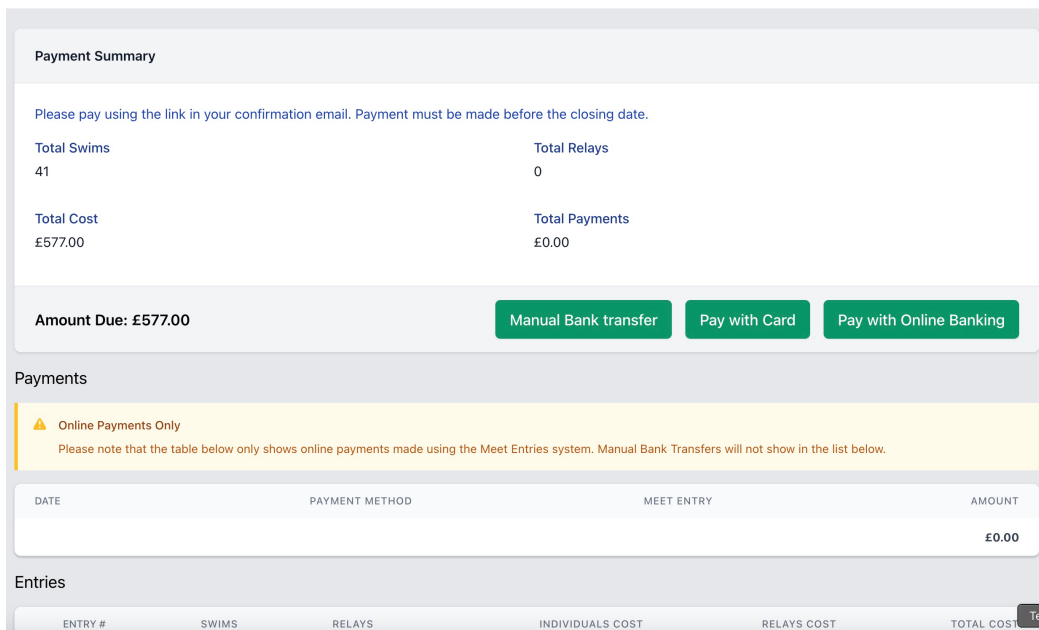 Payment Summary
Please pay using the link in your confirmation email. Payment must be made before the closing date.
Total Swims
Total Relays
41
0
Total Cost
Total Payments
£577.00
£0.00
Amount Due: £577.00
Manual Bank transfer
Pay with Card
Pay with Online Banking
Payments
Online Payments Only
Please note that the table below only shows online payments made using the Meet Entries system. Manual Bank Transfers will not show in the list below.
DATE PAYMENT METHOD MEET ENTRY AMOUNT
£0.00
Entries
ENTRY # SWIMS RELAYS INDIVIDUALS COST RELAYS COST TOTAL COST